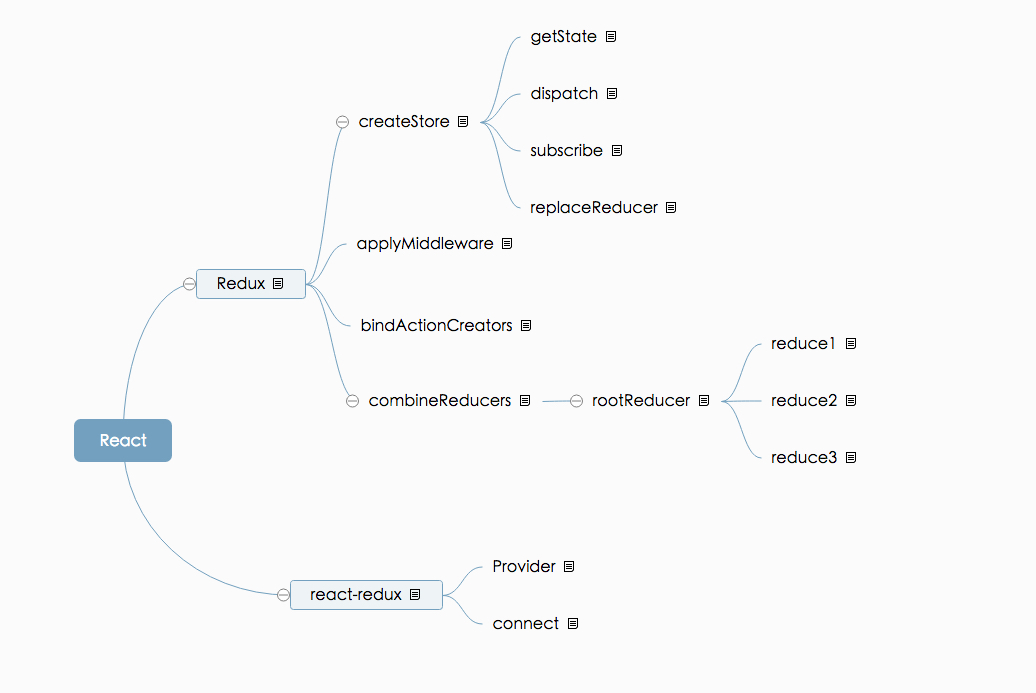 getState
dispatch
createStore
subscribe
replaceReducer
applyMiddleware
Redux
bindActionCreators
reduce1
combineReducers
rootReducer
reduce2
React
reduce3
Provider
react-redux
connect